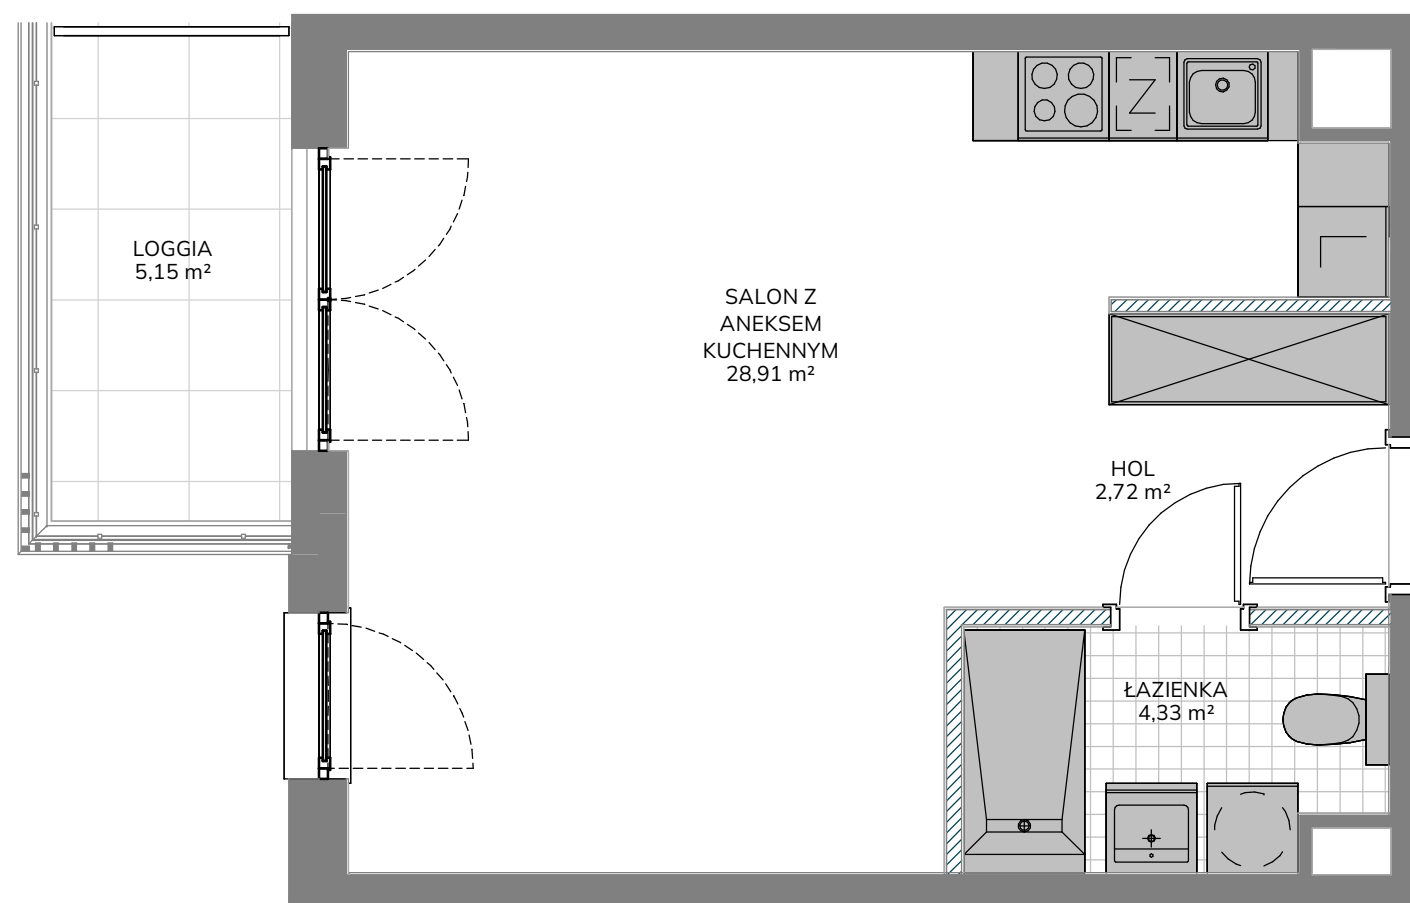 LOGGIA
5,15 m²
SALON Z
ANEKSEM
KUCHENNYM
28,91 m²
HOL
2,72 m²
ŁAZIENKA
4,33 m²
Z